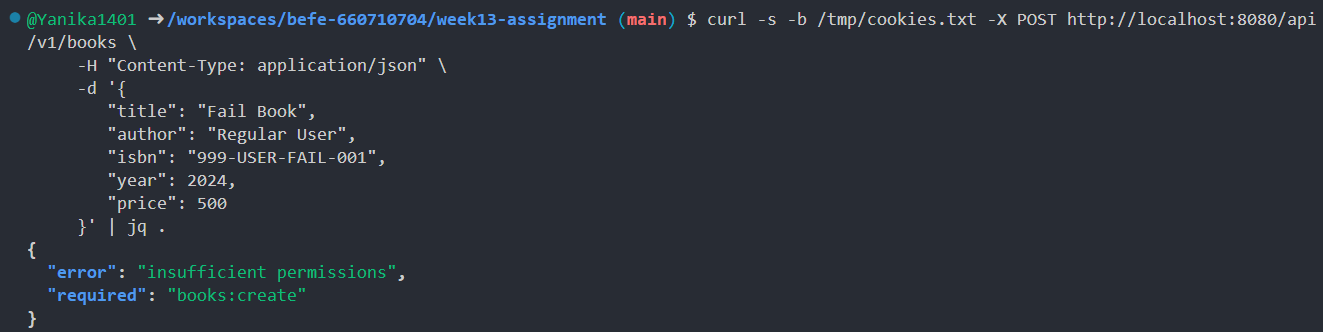 @Yanika1401 ➜ /workspaces/befe-660710704/week13-assignment (main) $ curl -s -b /tmp/cookies.txt -X POST http://localhost:8080/api
/v1/books \
     -H "Content-Type: application/json" \
     -d '{
        "title": "Fail Book",
        "author": "Regular User",
        "isbn": "999-USER-FAIL-001",
        "year": 2024,
        "price": 500
     }' | jq .
{
  "error": "insufficient permissions",
  "required": "books:create"
}